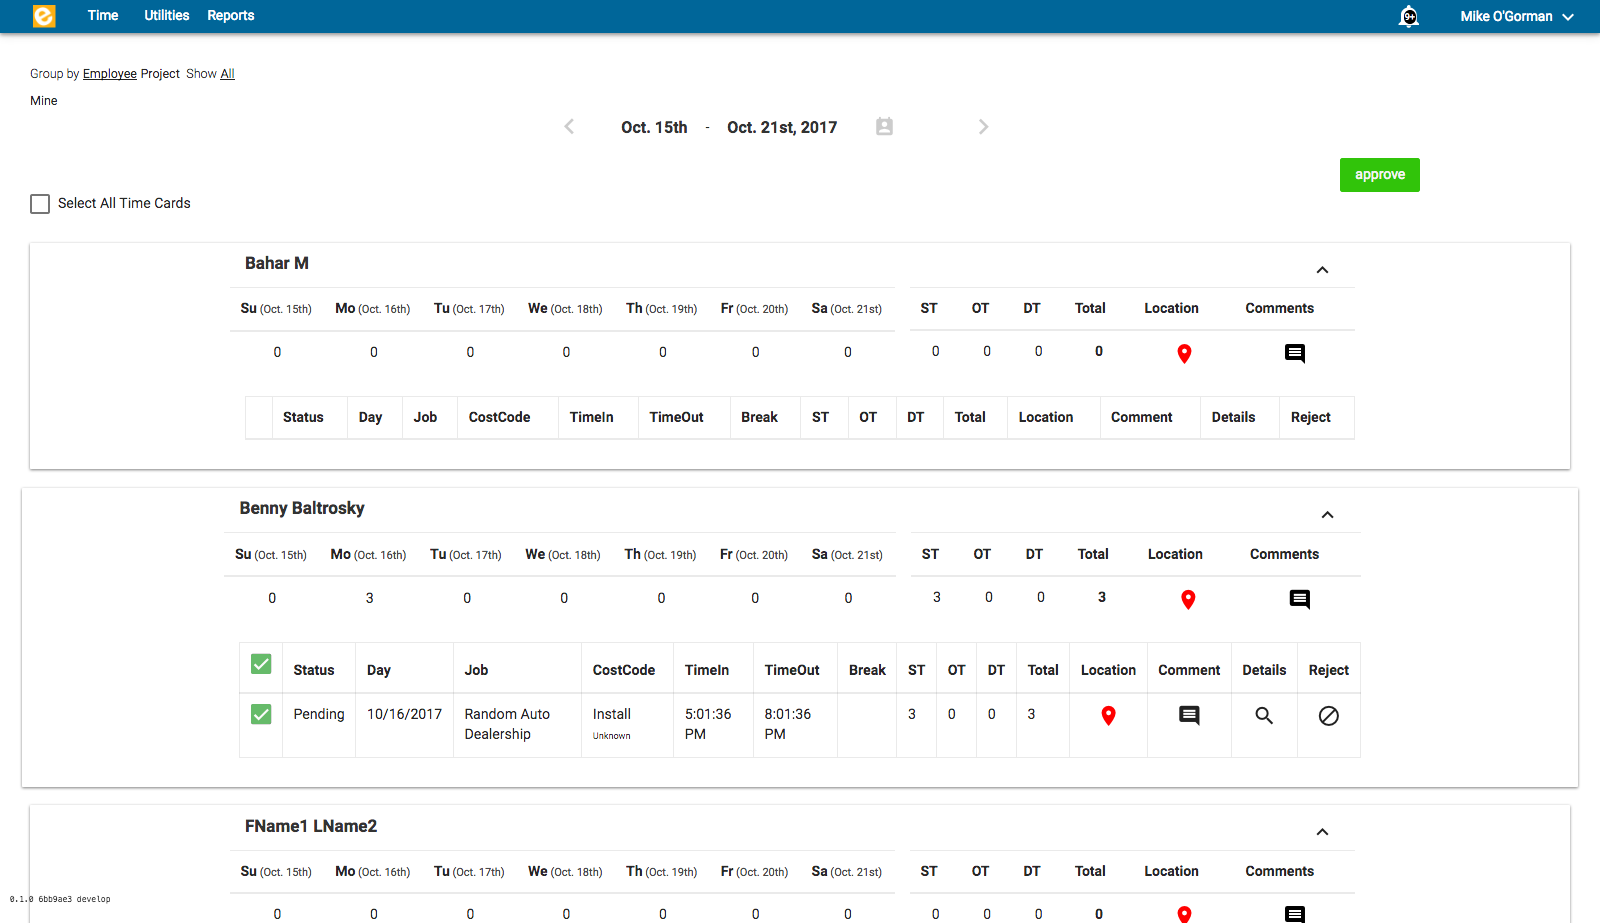 e Time Utilities Reports 9+ Mike O'Gorman
Group by Employee Project Show All
Mine
Oct. 15th - Oct. 21st, 2017
approve
Select All Time Cards
Bahar M
Su (Oct. 15th) Mo (Oct. 16th) Tu (Oct. 17th) We (Oct. 18th) Th (Oct. 19th) Fr (Oct. 20th) Sa (Oct. 21st) ST OT DT Total Location Comments
0 0 0 0 0 0 0 0 0 0 0
Status Day Job CostCode TimeIn TimeOut Break ST OT DT Total Location Comment Details Reject
Benny Baltrosky
Su (Oct. 15th) Mo (Oct. 16th) Tu (Oct. 17th) We (Oct. 18th) Th (Oct. 19th) Fr (Oct. 20th) Sa (Oct. 21st) ST OT DT Total Location Comments
0 3 0 0 0 0 0 3 0 0 3
Status Day Job CostCode TimeIn TimeOut Break ST OT DT Total Location Comment Details Reject
Pending 10/16/2017 Random Auto Install 5:01:36 8:01:36 3 0 0 3
Dealership Unknown PM PM
FName1 LName2
Su (Oct. 15th) Mo (Oct. 16th) Tu (Oct. 17th) We (Oct. 18th) Th (Oct. 19th) Fr (Oct. 20th) Sa (Oct. 21st) ST OT DT Total Location Comments
0.1.0 6bb9ae3 develop
0 0 0 0 0 0 0 0 0 0 0